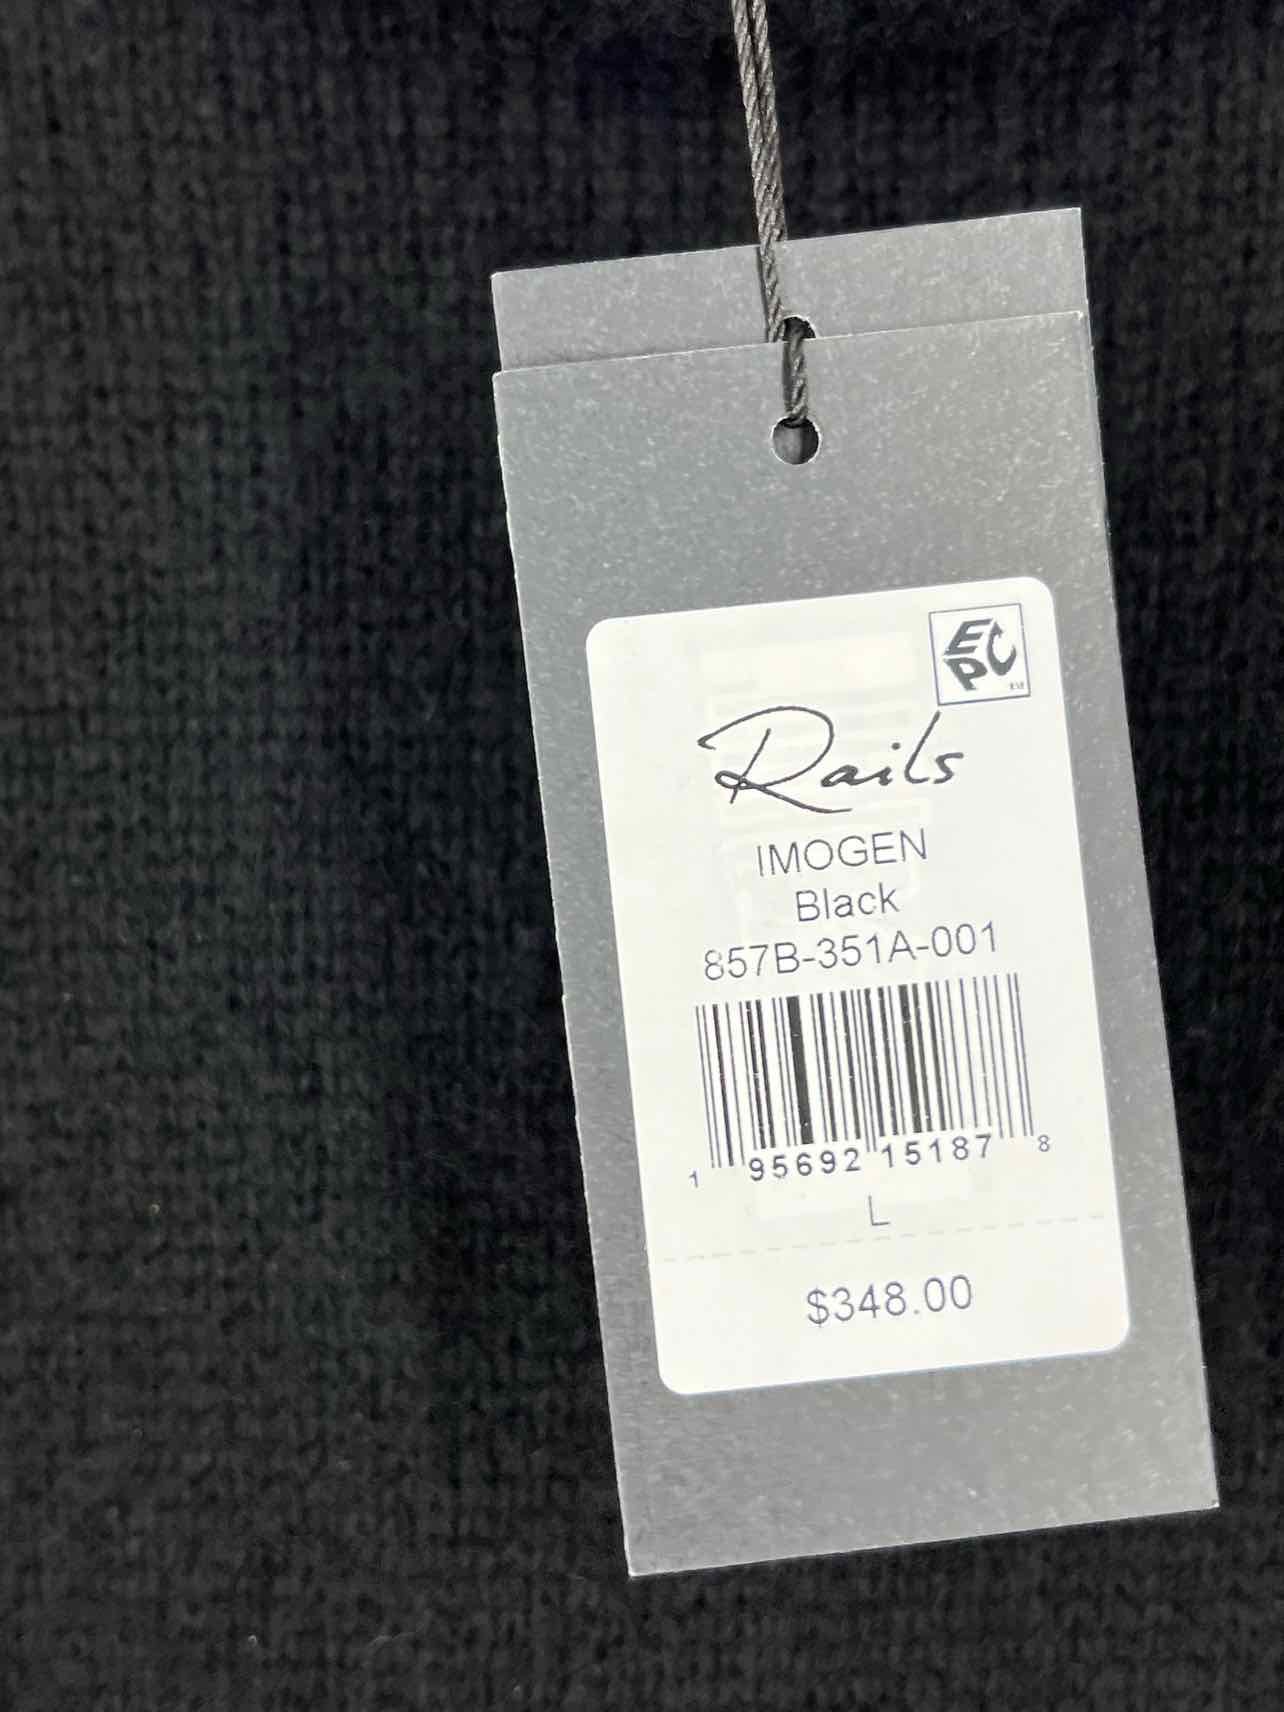 EPC
Rails
IMOGEN
Black
857B-351A-001
1 95692 15187 8
L
$348.00